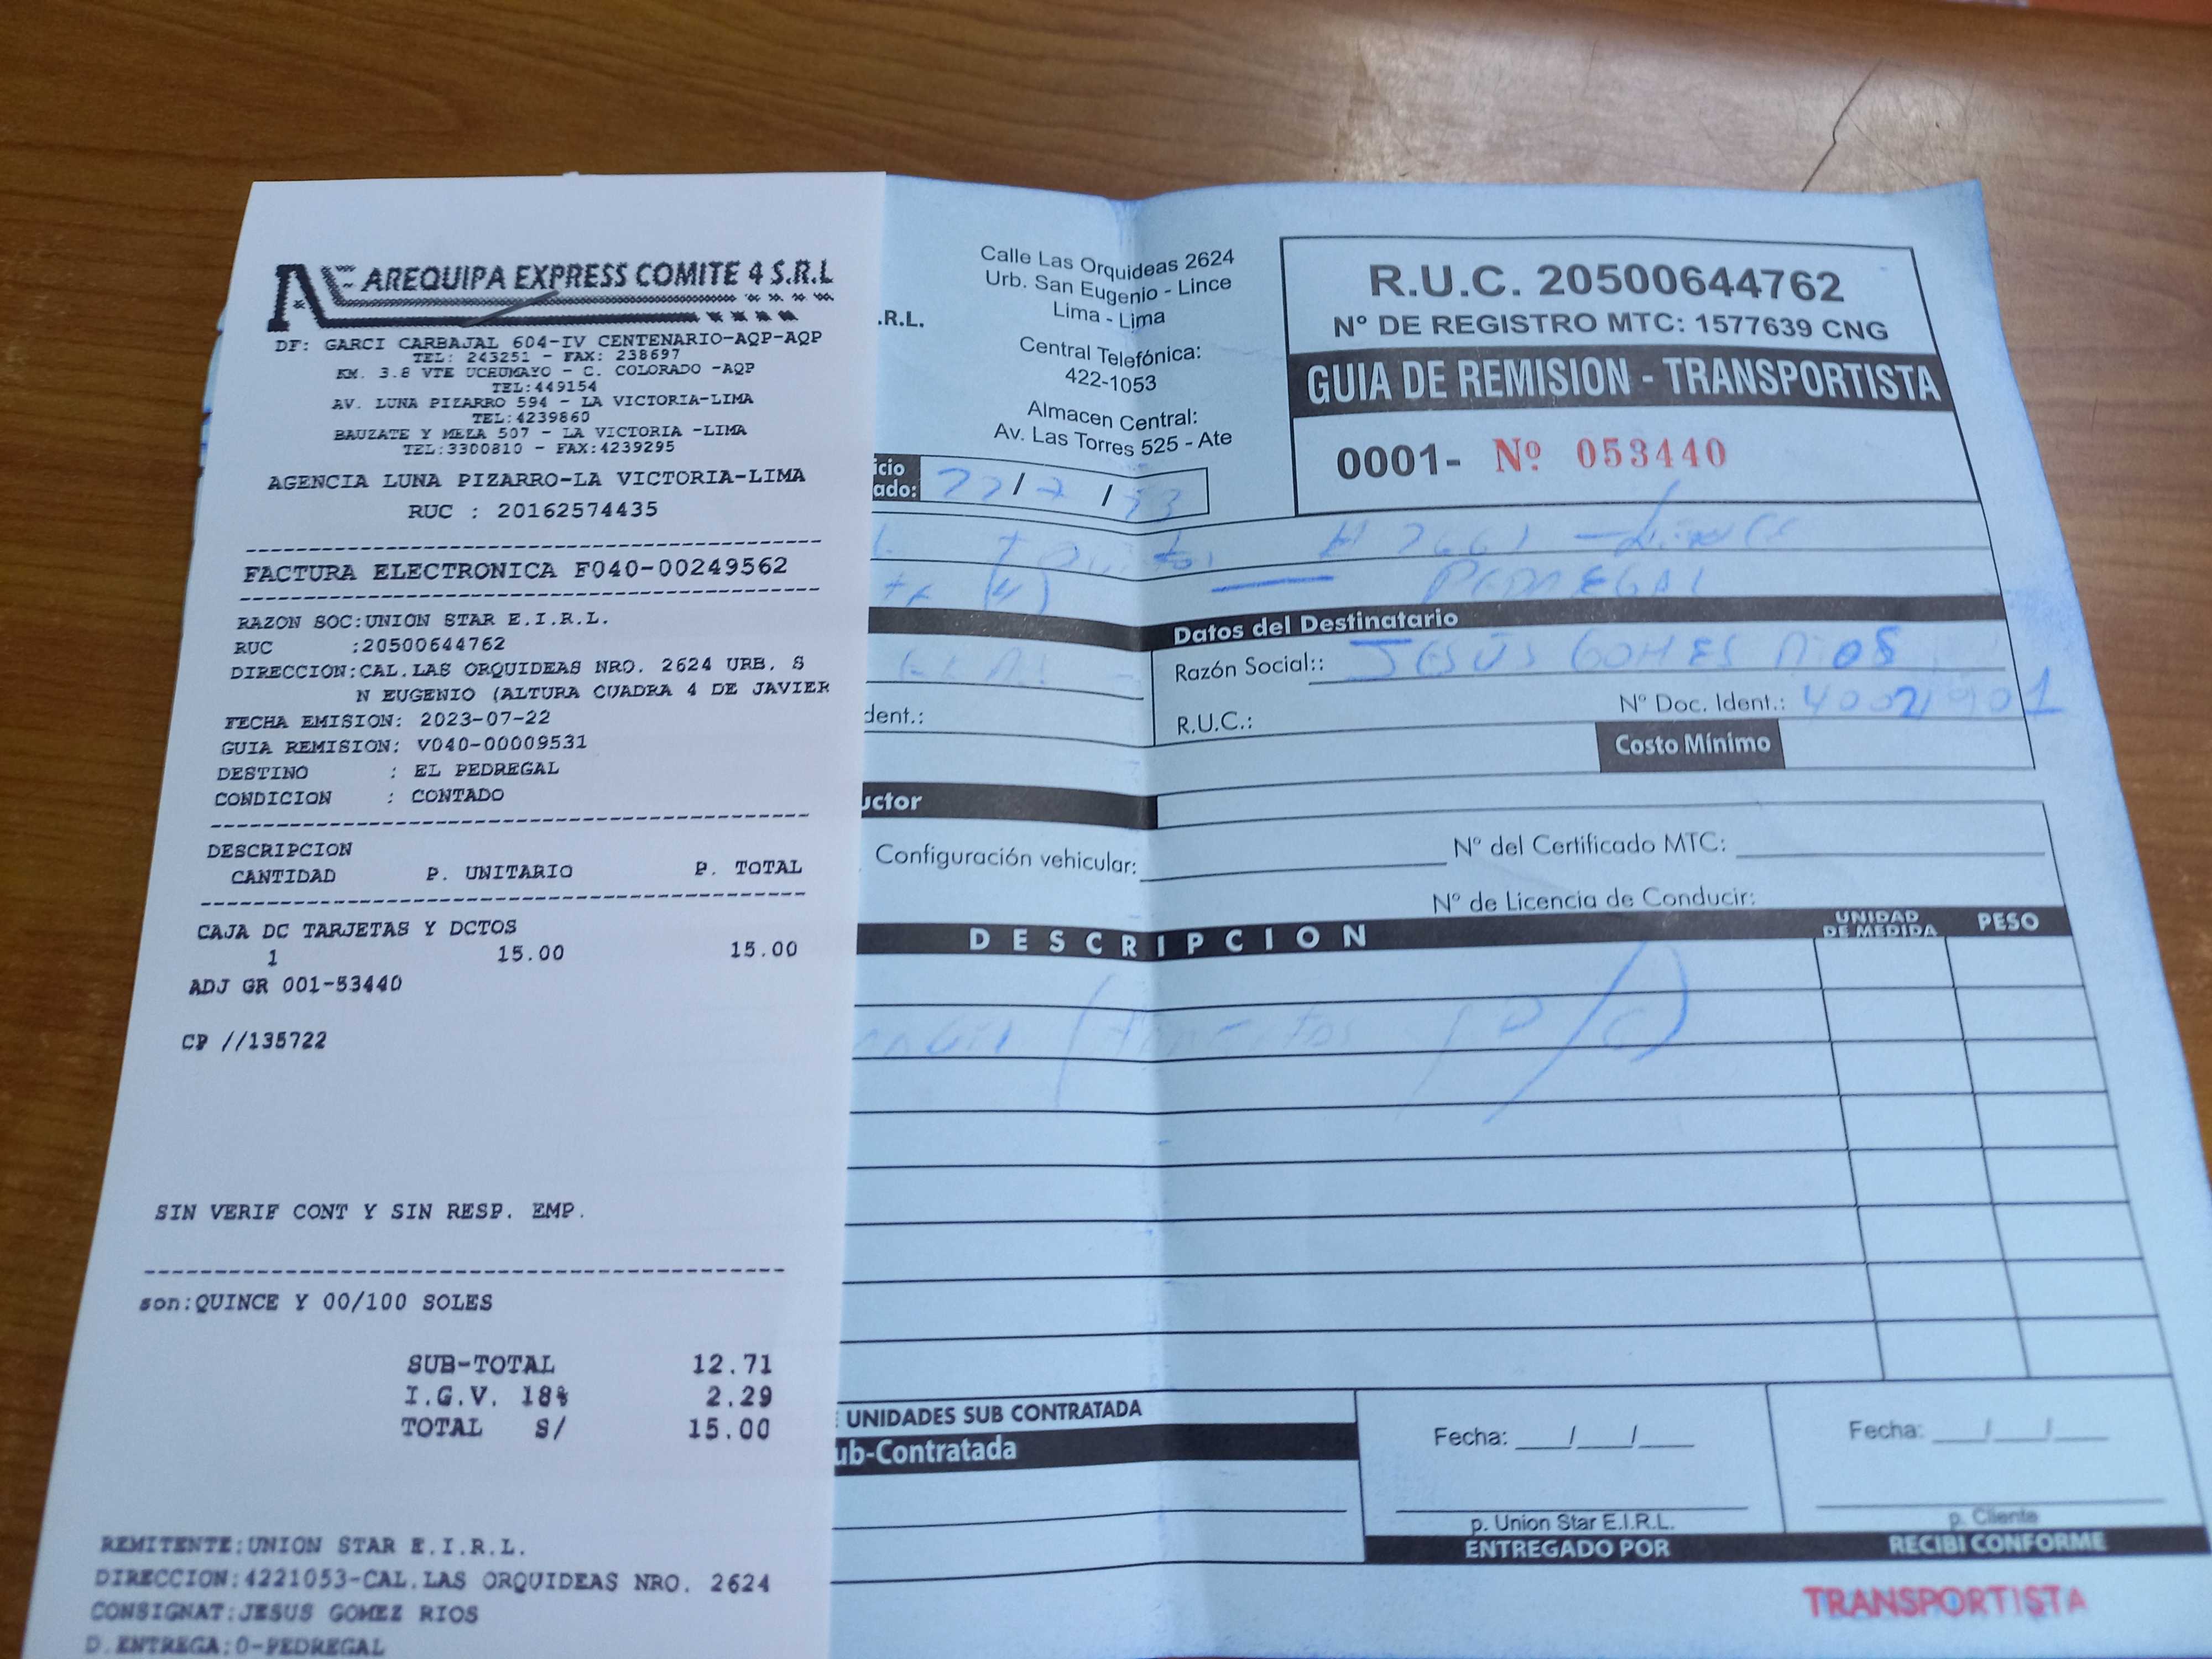 AREQUIPA EXPRESS COMITE 4 S.R.L
DF: GARCI CARBAJAL 604-IV CENTENARIO-AQP-AQP
TEL: 243251 - FAX: 238697
KM. 3.8 VTE UCHUMAYO - C. COLORADO -AQP
TEL:449154
AV. LUNA PIZARRO 594 - LA VICTORIA-LIMA
TEL:4239860
BAUZATE Y MEZA 507 - LA VICTORIA -LIMA
TEL:3300810 - FAX:4239295
AGENCIA LUNA PIZARRO-LA VICTORIA-LIMA
RUC : 20162574435
FACTURA ELECTRONICA F040-00249562
RAZON SOC:UNION STAR E.I.R.L.
RUC :20500644762
DIRECCION:CAL.LAS ORQUIDEAS NRO. 2624 URB. S
N EUGENIO (ALTURA CUADRA 4 DE JAVIER
FECHA EMISION: 2023-07-22
GUIA REMISION: V040-00009531
DESTINO : EL PEDREGAL
CONDICION : CONTADO
DESCRIPCION
CANTIDAD P. UNITARIO P. TOTAL
CAJA DC TARJETAS Y DCTOS
1 15.00 15.00
ADJ GR 001-53440
CP //135722
SIN VERIF CONT Y SIN RESP. EMP.
son:QUINCE Y 00/100 SOLES
SUB-TOTAL 12.71
I.G.V. 18% 2.29
TOTAL S/ 15.00
REMITENTE:UNION STAR E.I.R.L.
DIRECCION:4221053-CAL.LAS ORQUIDEAS NRO. 2624
CONSIGNAT:JESUS GOMEZ RIOS
D.ENTREGA:0-PEDREGAL
.R.L.
Calle Las Orquideas 2624
Urb. San Eugenio - Lince
Lima - Lima
Central Telefónica:
422-1053
Almacen Central:
Av. Las Torres 525 - Ate
R.U.C. 20500644762
N° DE REGISTRO MTC: 1577639 CNG
GUIA DE REMISION - TRANSPORTISTA
0001- Nº 053440
icio
ado: / 7 /
PEDREGAL
Datos del Destinatario
Razón Social:: JESUS GOMES RIOS
dent.:
R.U.C.: N° Doc. Ident.: 40021901
Costo Mínimo
uctor
Configuración vehicular: N° del Certificado MTC:
N° de Licencia de Conducir:
DESCRIPCION UNIDAD DE MEDIDA PESO
UNIDADES SUB CONTRATADA
ub-Contratada
Fecha: / /
p. Union Star E.I.R.L.
ENTREGADO POR
Fecha: / /
p. Cliente
RECIBI CONFORME
TRANSPORTISTA